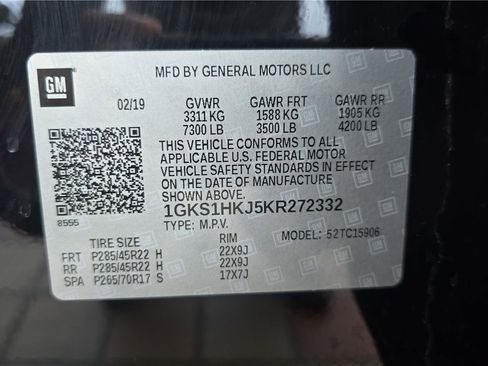 GM
MFD BY GENERAL MOTORS LLC
02/19 GVWR GAWR FRT GAWR RR
3311 KG 1588 KG 1905 KG
7300 LB 3500 LB 4200 LB
THIS VEHICLE CONFORMS TO ALL
APPLICABLE U.S. FEDERAL MOTOR
VEHICLE SAFETY STANDARDS IN EFFECT
ON THE DATE OF MANUFACTURE
SHOWN ABOVE.
8555 1GKS1HKJ5KR272332
TYPE: M.P.V. MODEL: 52TC15906
TIRE SIZE RIM
FRT P285/45R22 H 22X9J
RR P285/45R22 H 22X9J
SPA P265/70R17 S 17X7J